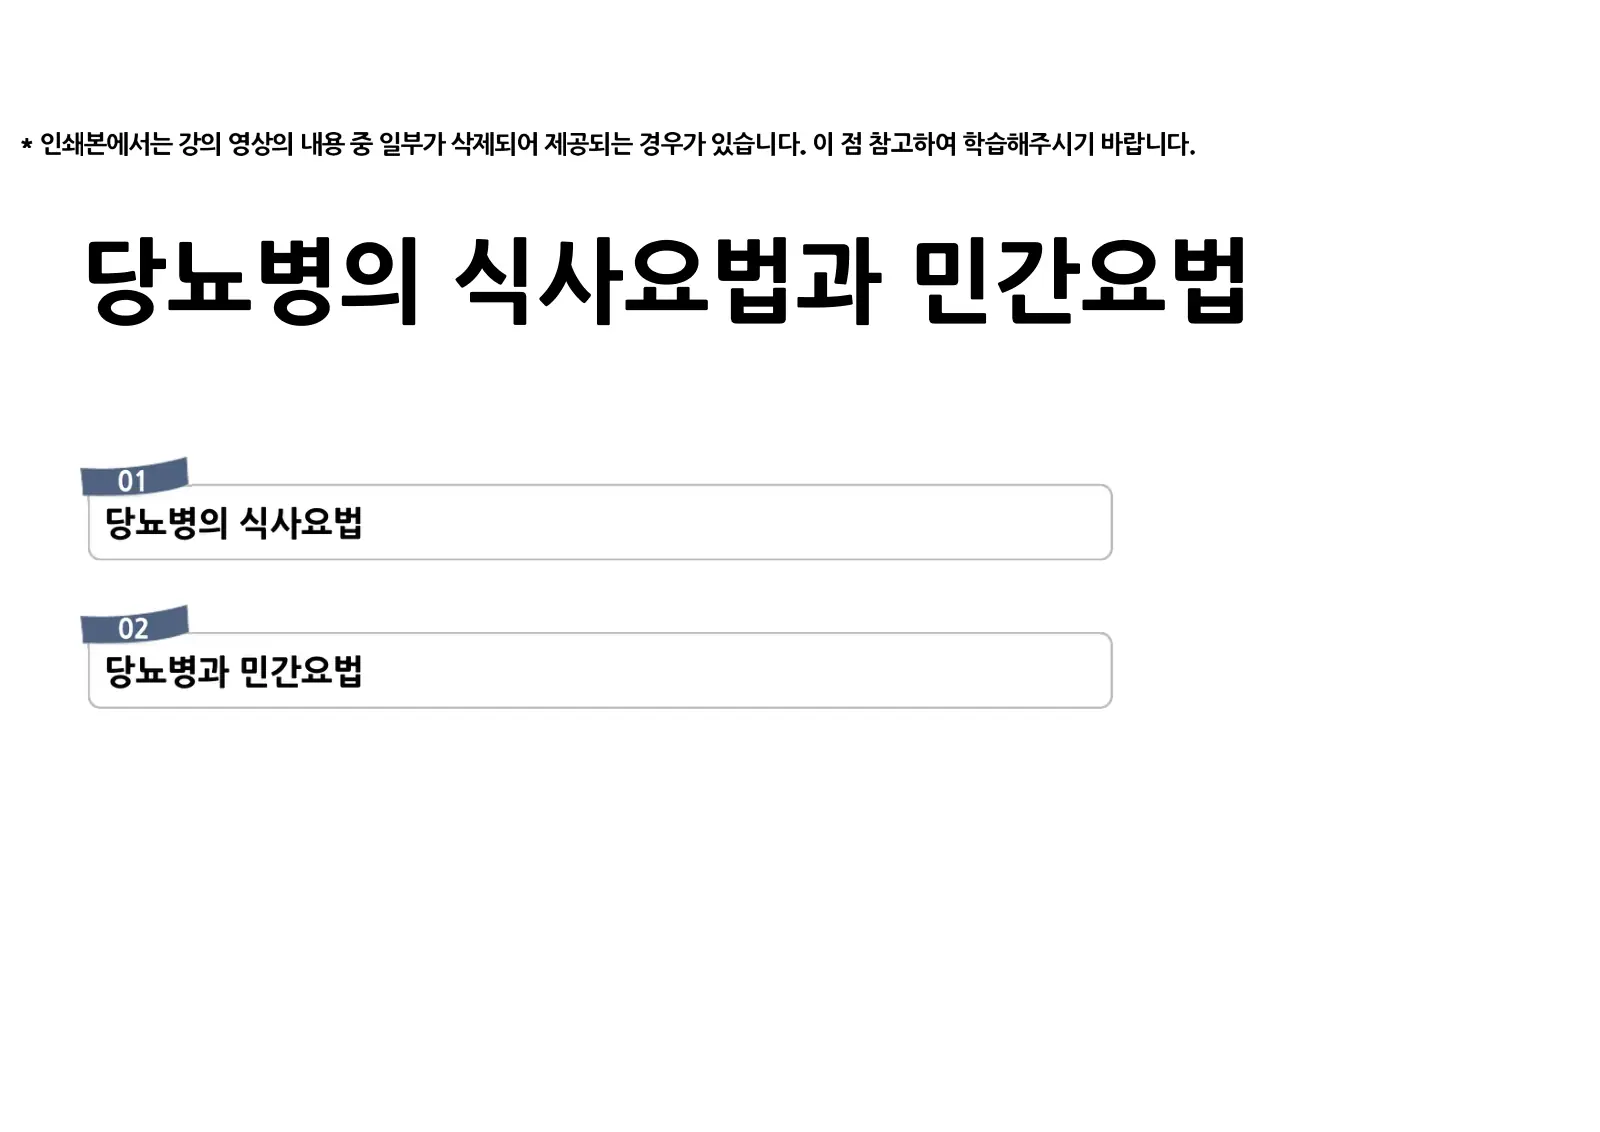 * 인쇄본에서는 강의 영상의 내용 중 일부가 삭제되어 제공되는 경우가 있습니다. 이 점 참고하여 학습해주시기 바랍니다.
당뇨병의 식사요법과 민간요법
01
당뇨병의 식사요법
02
당뇨병과 민간요법